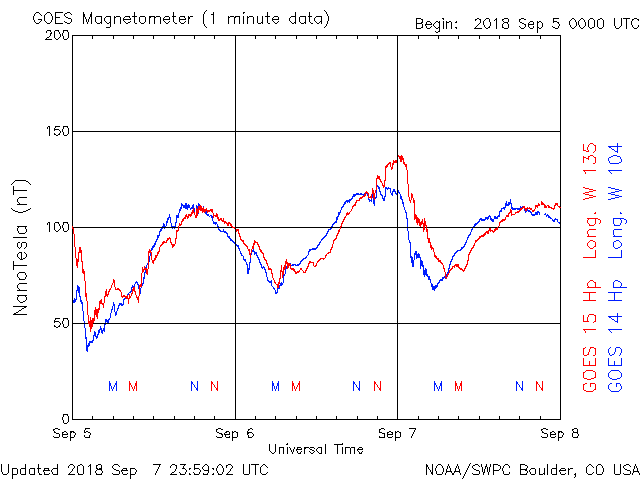 GOES Magnetometer (1 minute data)
Begin: 2018 Sep 5 0000 UTC
200
150
100
50
0
NanoTesla (nT)
M M N N M M N N M M N N
Sep 5 Sep 6 Sep 7 Sep 8
Universal Time
GOES 15 Hp Long. W 135
GOES 14 Hp Long. W 104
Updated 2018 Sep 7 23:59:02 UTC
NOAA/SWPC Boulder, CO USA